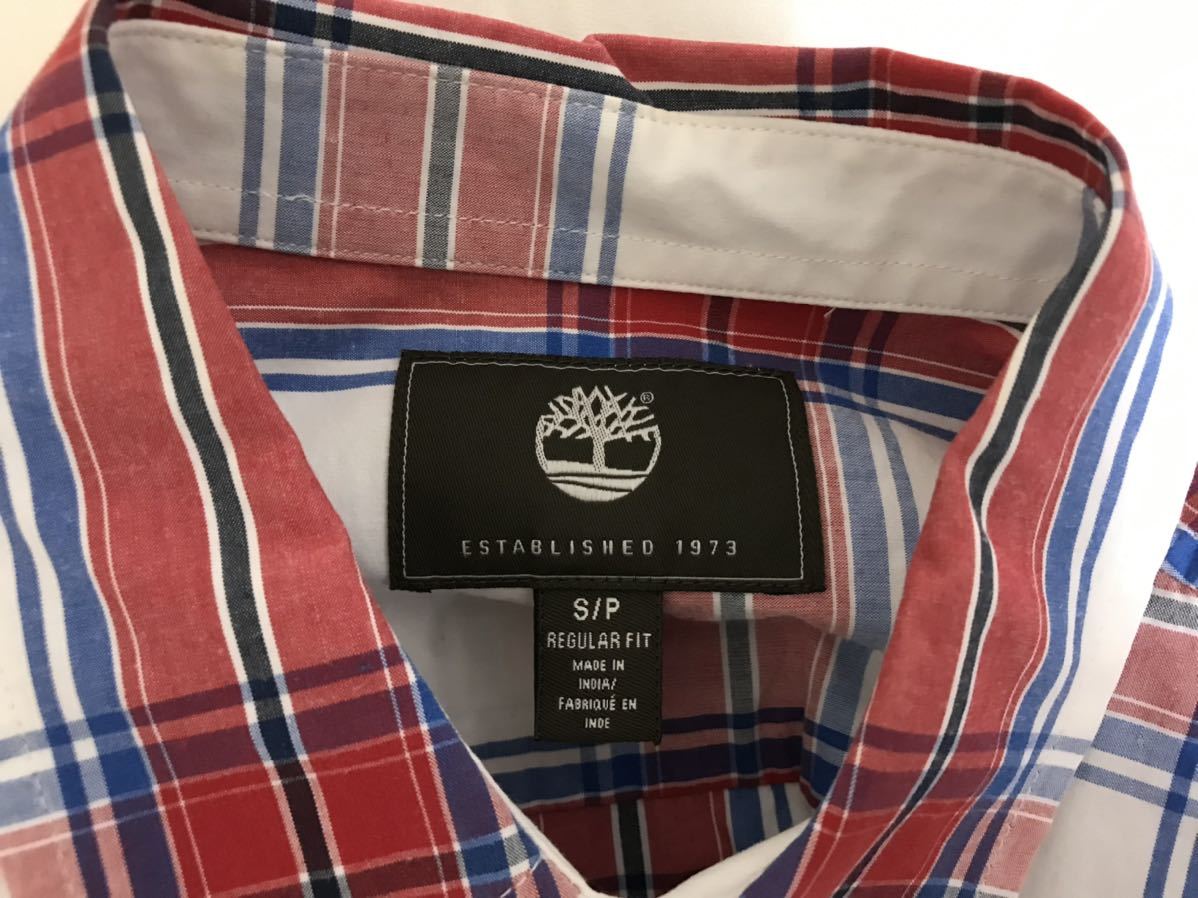 ®
ESTABLISHED 1973
S/P
REGULAR FIT
MADE IN
INDIA/
FABRIQUÉ EN
INDE